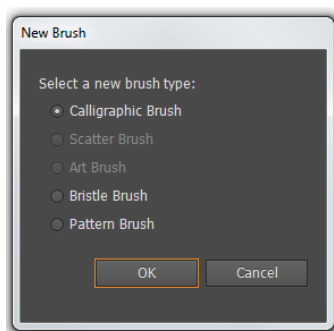 New Brush
Select a new brush type:
Calligraphic Brush
Scatter Brush
Art Brush
Bristle Brush
Pattern Brush
OK Cancel